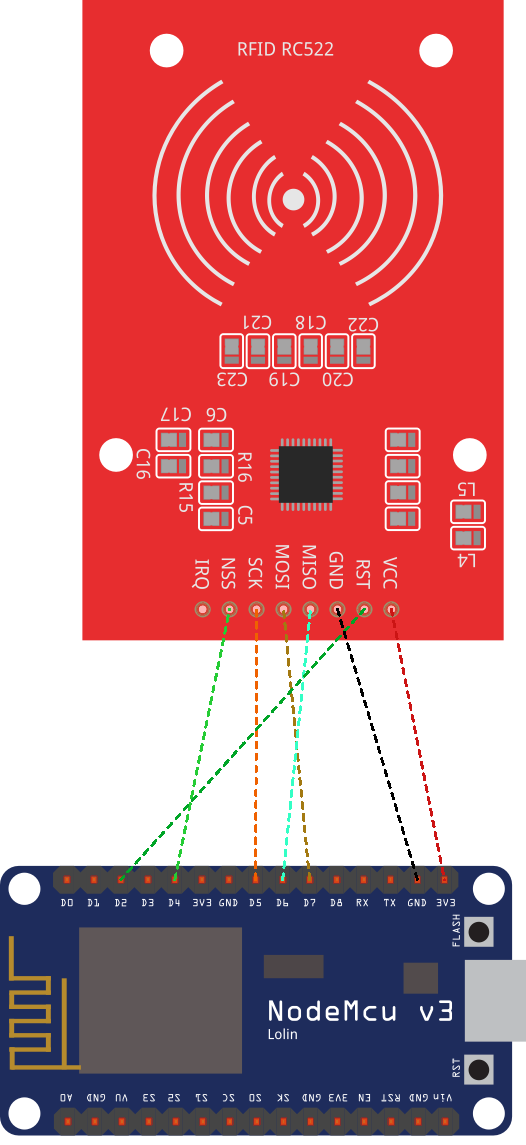 RFID RC522
C21 C18 C22
C23 C19 C20
C17 C6
C16 R15 R16 C5
L5
L4
IRQ NSS SCK MOSI MISO GND RST VCC
D0 D1 D2 D3 D4 3V3 GND D5 D6 D7 D8 RX TX GND 3V3
FLASH
NodeMcu v3
Lolin
RST
A0 GND VU S3 S2 S1 SC SO SK GND 3V3 EN RST GND Vin